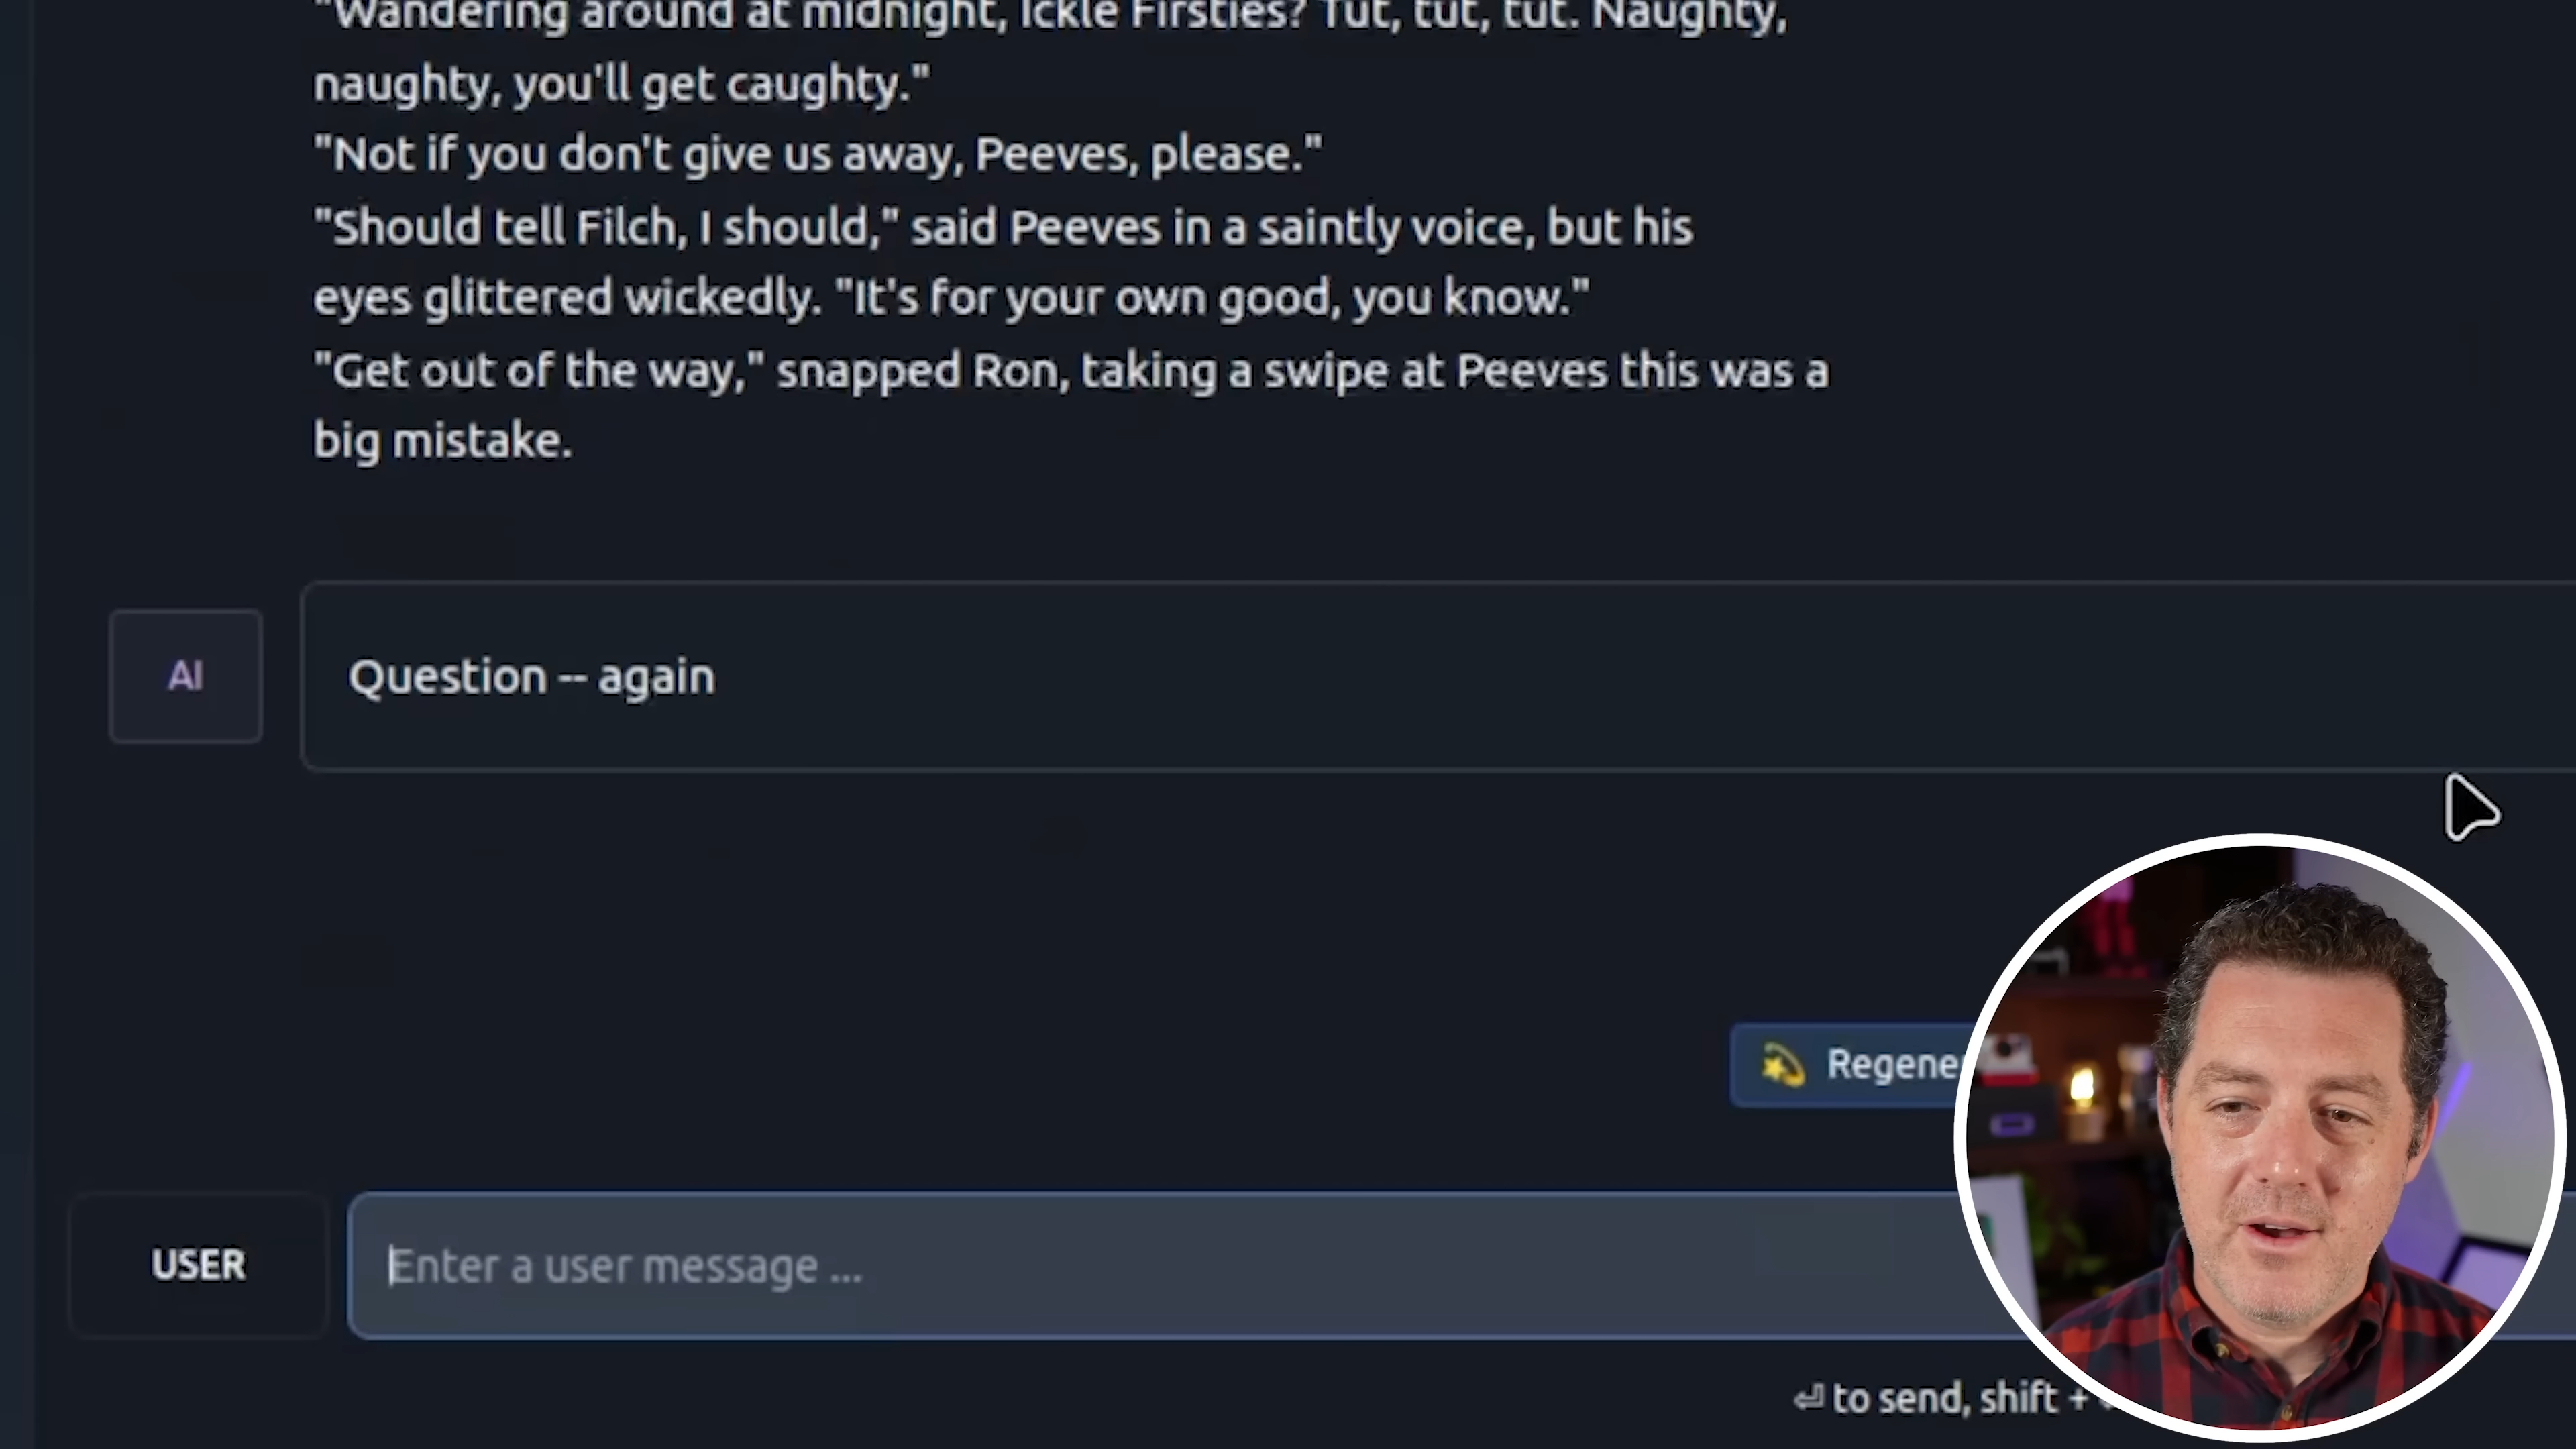 "Wandering around at midnight, Ickle Firsties? Tut, tut, tut. Naughty,
naughty, you'll get caughty."
"Not if you don't give us away, Peeves, please."
"Should tell Filch, I should," said Peeves in a saintly voice, but his
eyes glittered wickedly. "It's for your own good, you know."
"Get out of the way," snapped Ron, taking a swipe at Peeves this was a
big mistake.
AI
Question -- again
Regene
USER
Enter a user message ...
⏎ to send, shift +